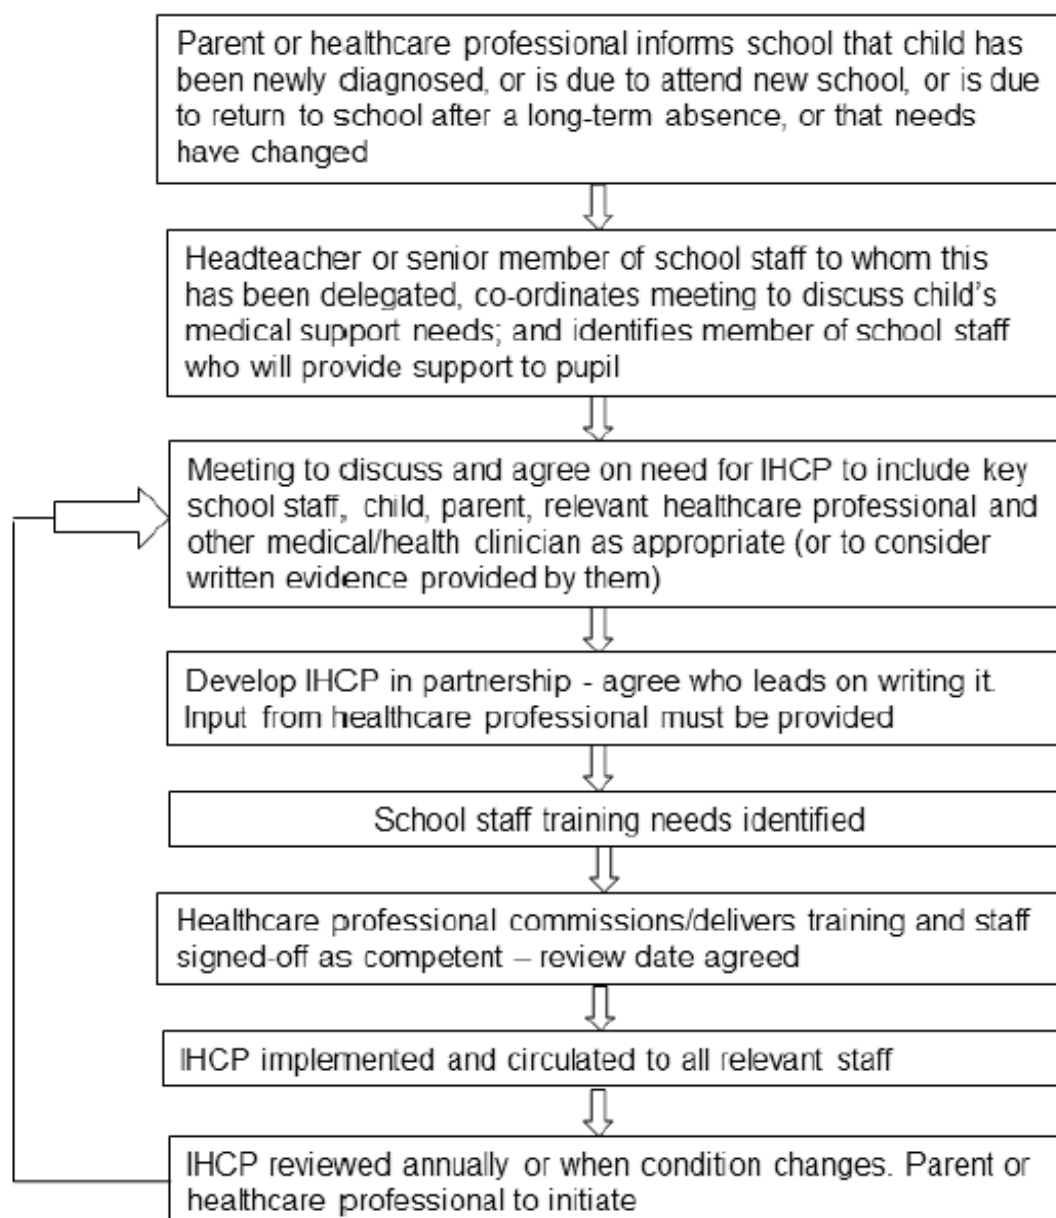 Parent or healthcare professional informs school that child has
been newly diagnosed, or is due to attend new school, or is due
to return to school after a long-term absence, or that needs
have changed
Headteacher or senior member of school staff to whom this
has been delegated, co-ordinates meeting to discuss child's
medical support needs; and identifies member of school staff
who will provide support to pupil
Meeting to discuss and agree on need for IHCP to include key
school staff, child, parent, relevant healthcare professional and
other medical/health clinician as appropriate (or to consider
written evidence provided by them)
Develop IHCP in partnership - agree who leads on writing it.
Input from healthcare professional must be provided
School staff training needs identified
Healthcare professional commissions/delivers training and staff
signed-off as competent – review date agreed
IHCP implemented and circulated to all relevant staff
IHCP reviewed annually or when condition changes. Parent or
healthcare professional to initiate